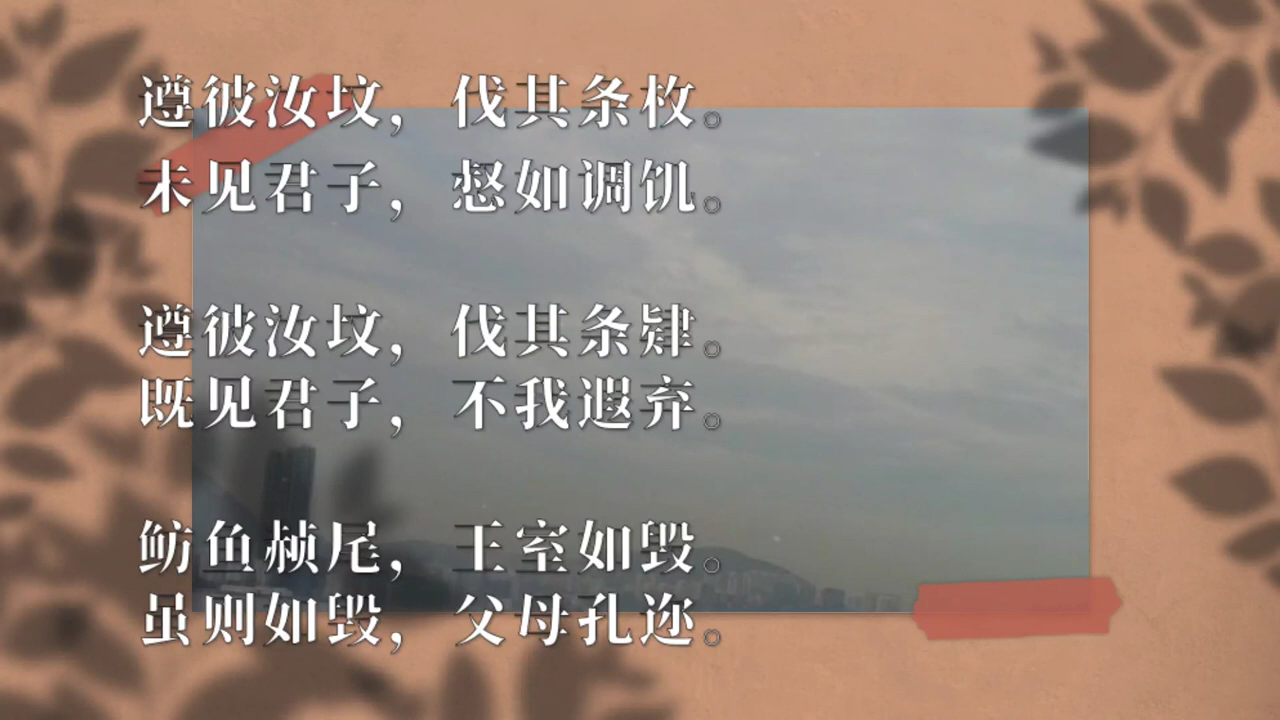 遵彼汝坟，伐其条枚。
未见君子，惄如调饥。
遵彼汝坟，伐其条肄。
既见君子，不我遐弃。
鲂鱼赪尾，王室如毁。
虽则如毁，父母孔迩。